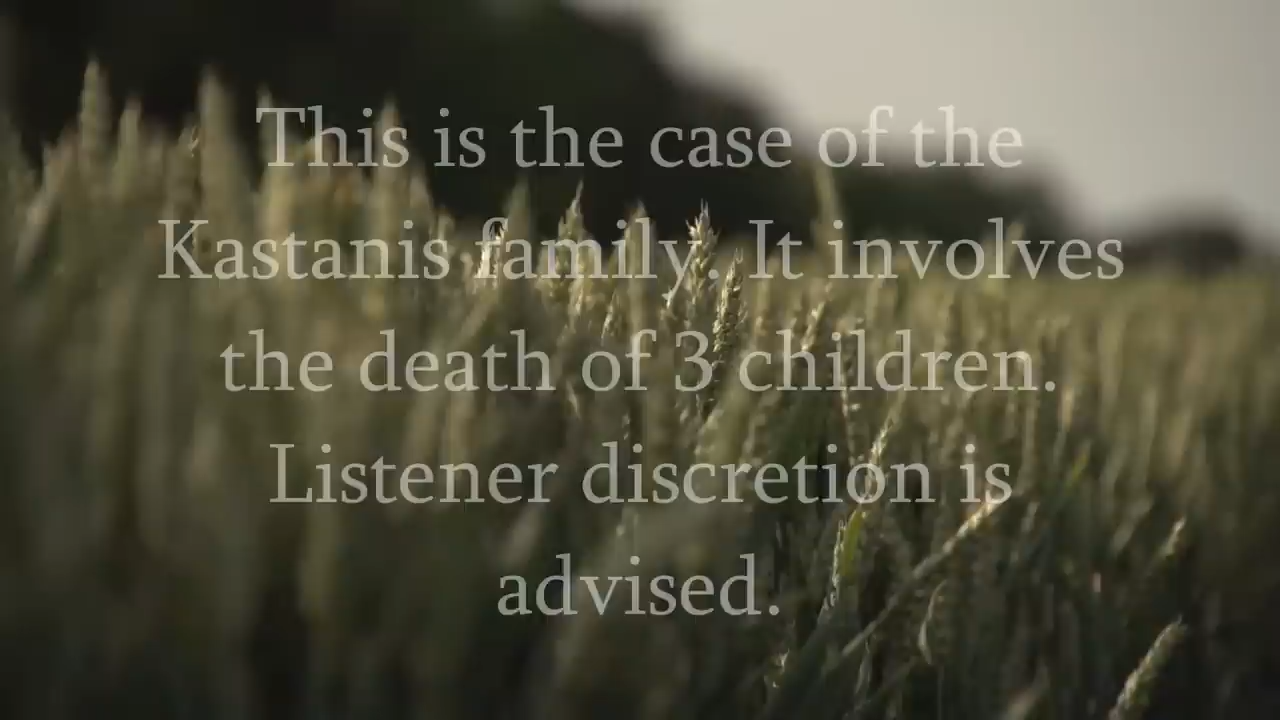 This is the case of the
Kastanis family. It involves
the death of 3 children.
Listener discretion is
advised.